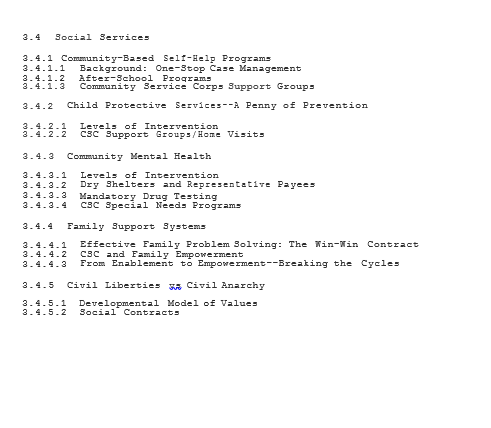 3.4 Social Services
3.4.1 Community-Based Self-Help Programs
3.4.1.1 Background: One-Stop Case Management
3.4.1.2 After-School Programs
3.4.1.3 Community Service Corps Support Groups
3.4.2 Child Protective Services--A Penny of Prevention
3.4.2.1 Levels of Intervention
3.4.2.2 CSC Support Groups/Home Visits
3.4.3 Community Mental Health
3.4.3.1 Levels of Intervention
3.4.3.2 Dry Shelters and Representative Payees
3.4.3.3 Mandatory Drug Testing
3.4.3.4 CSC Special Needs Programs
3.4.4 Family Support Systems
3.4.4.1 Effective Family Problem Solving: The Win-Win Contract
3.4.4.2 CSC and Family Empowerment
3.4.4.3 From Enablement to Empowerment--Breaking the Cycles
3.4.5 Civil Liberties vs Civil Anarchy
3.4.5.1 Developmental Model of Values
3.4.5.2 Social Contracts